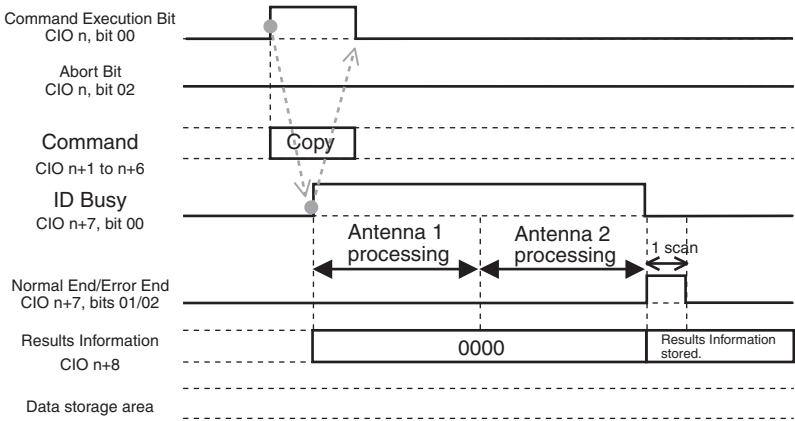 Command Execution Bit
CIO n, bit 00
Abort Bit
CIO n, bit 02
Command
CIO n+1 to n+6
Copy
ID Busy
CIO n+7, bit 00
Antenna 1
processing
Antenna 2
processing
1 scan
Normal End/Error End
CIO n+7, bits 01/02
Results Information
CIO n+8
0000
Results Information
stored.
Data storage area